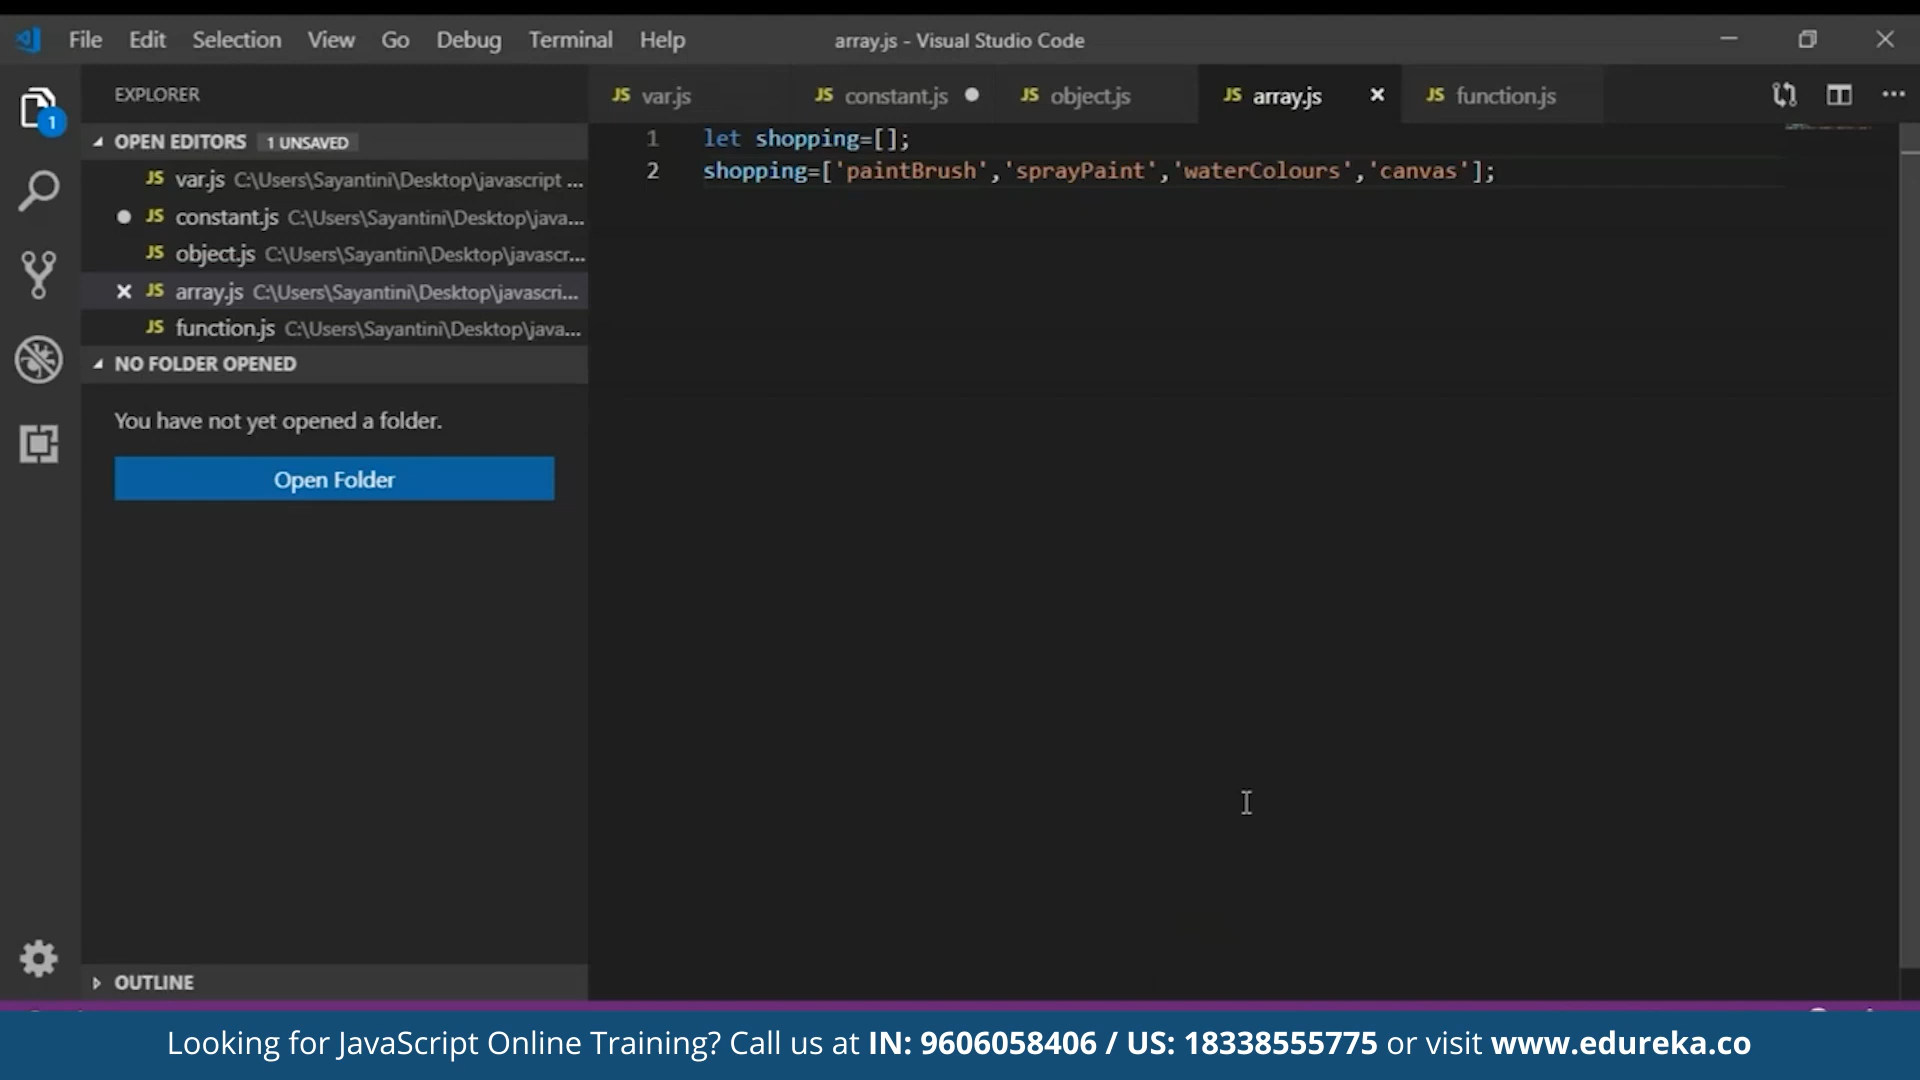 File Edit Selection View Go Debug Terminal Help array.js - Visual Studio Code
EXPLORER
JS var.js JS constant.js JS object.js JS array.js JS function.js
1
OPEN EDITORS 1 UNSAVED
JS var.js C:\Users\Sayantini\Desktop\javascript ...
JS constant.js C:\Users\Sayantini\Desktop\java...
JS object.js C:\Users\Sayantini\Desktop\javascr...
JS array.js C:\Users\Sayantini\Desktop\javascri...
JS function.js C:\Users\Sayantini\Desktop\java...
NO FOLDER OPENED
You have not yet opened a folder.
Open Folder
OUTLINE
1 let shopping=[];
2 shopping=['paintBrush','sprayPaint','waterColours','canvas'];
Looking for JavaScript Online Training? Call us at IN: 9606058406 / US: 18338555775 or visit www.edureka.co